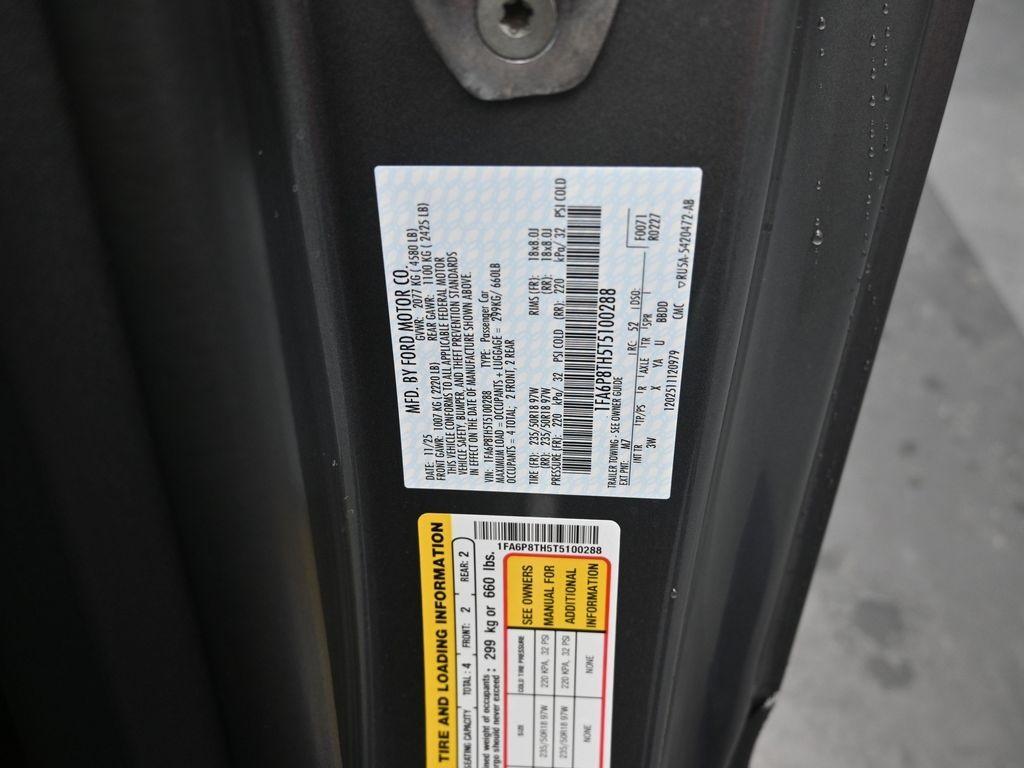 MFD. BY FORD MOTOR CO.
DATE: 11/25 GVWR: 2077 KG ( 4580 LB)
FRONT GAWR: 1007 KG (2220 LB) REAR GAWR: 1100 KG ( 2425 LB)
THIS VEHICLE CONFORMS TO ALL APPLICABLE FEDERAL MOTOR
VEHICLE SAFETY, BUMPER, AND THEFT PREVENTION STANDARDS
IN EFFECT ON THE DATE OF MANUFACTURE SHOWN ABOVE.
VIN: 1FA6P8TH5T5100288 TYPE: Passenger Car
MAXIMUM LOAD = OCCUPANTS + LUGGAGE = 299KG/ 660LB
OCCUPANTS = 4 TOTAL; 2 FRONT, 2 REAR
TIRE (FR): 235/50R18 97W RIMS (FR): 18x8.0J
(RR): 235/50R18 97W (RR): 18x8.0J
PRESSURE (FR): 220 kPa/ 32 PSI COLD (RR): 220 kPa/ 32 PSI COLD
1FA6P8TH5T5100288
TRAILER TOWING - SEE OWNER GUIDE F0071
EXT PNT: M7 RC: 52 DSO: R0227
INT TR TP/PS R AXLE TR SPR
3W X YA U BBDD
120251112079 CMC ▽RUSA-5420472-AB
TIRE AND LOADING INFORMATION
SEATING CAPACITY TOTAL: 4 FRONT: 2 REAR: 2
1FA6P8TH5T5100288
ined weight of occupants
argo should never exceed: 299 kg or 660 lbs.
SIZE COLD TIRE PRESSURE SEE OWNERS
235/50R18 97W 220 KPA, 32 PSI MANUAL FOR
235/50R18 97W 220 KPA, 32 PSI ADDITIONAL
NONE NONE INFORMATION